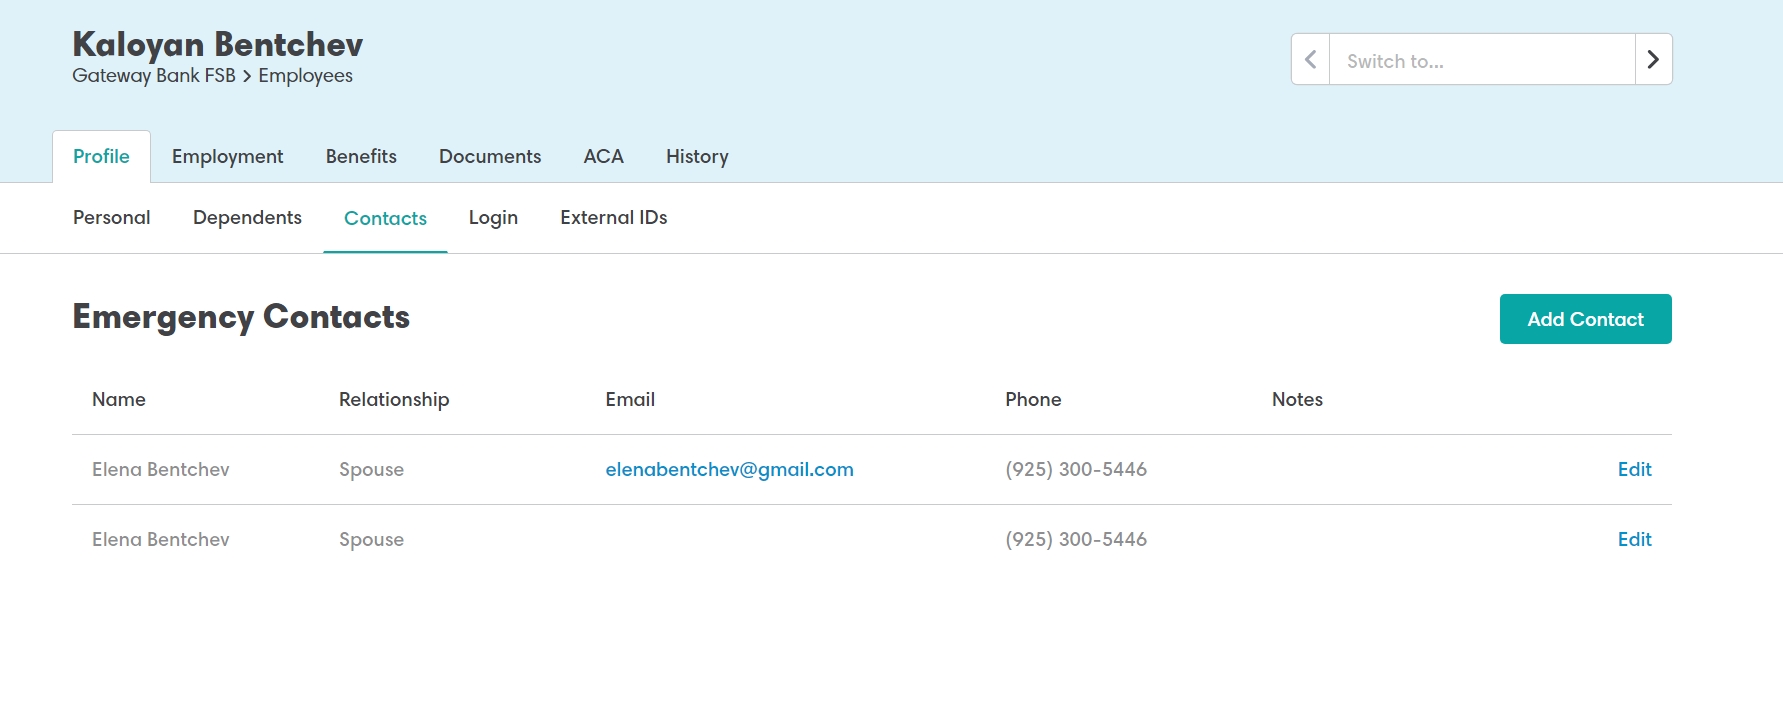 Kaloyan Bentchev
Gateway Bank FSB > Employees
Switch to...
Profile Employment Benefits Documents ACA History
Personal Dependents Contacts Login External IDs
Emergency Contacts
Add Contact
Name Relationship Email Phone Notes
Elena Bentchev Spouse elenabentchev@gmail.com (925) 300-5446 Edit
Elena Bentchev Spouse (925) 300-5446 Edit